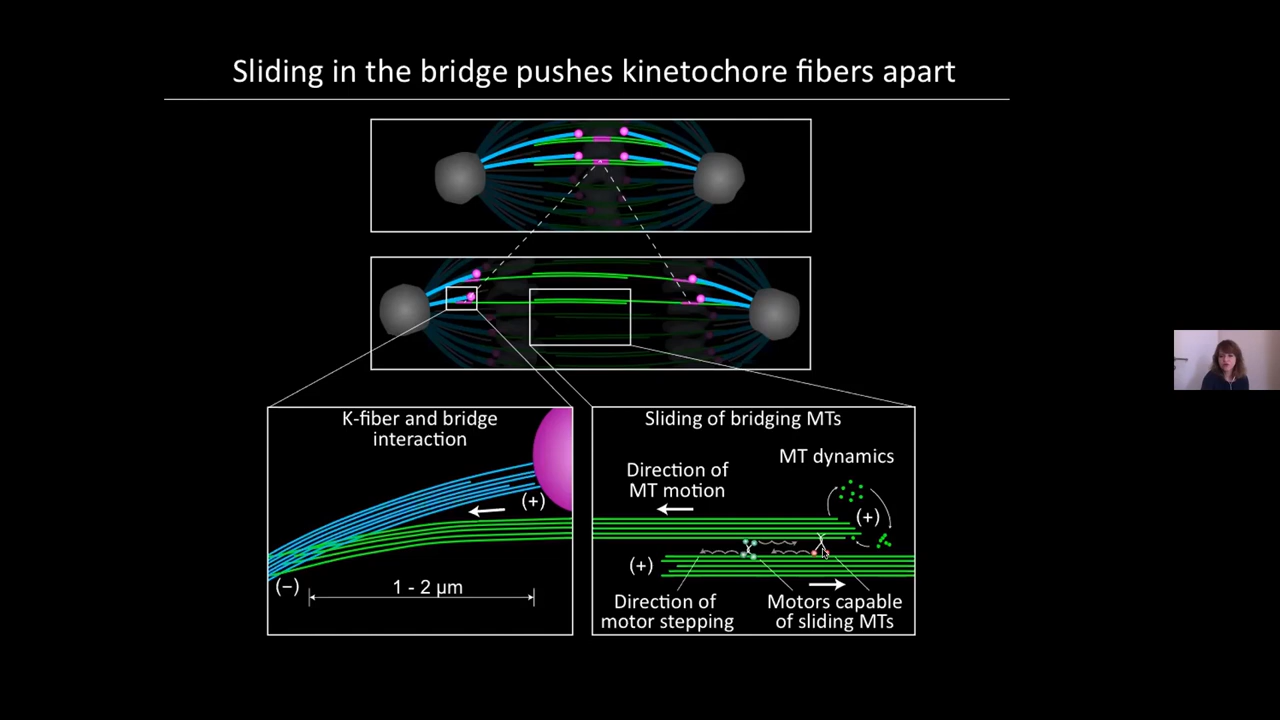 Sliding in the bridge pushes kinetochore fibers apart
K-fiber and bridge
interaction
(+)
(−)
1 - 2 µm
Sliding of bridging MTs
MT dynamics
Direction of
MT motion
(+)
(+)
Direction of
motor stepping
Motors capable
of sliding MTs